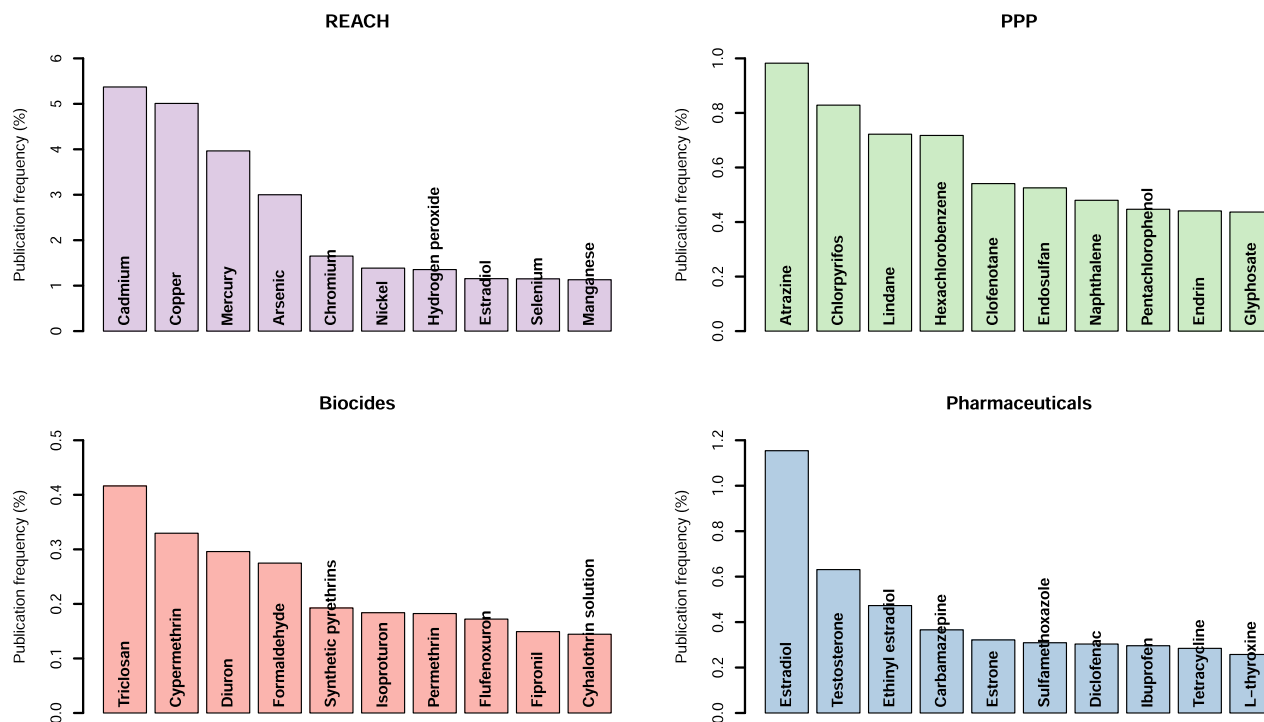 REACH
Publication frequency (%)
6
5
4
3
2
1
0
Cadmium
Copper
Mercury
Arsenic
Chromium
Nickel
Hydrogen peroxide
Estradiol
Selenium
Manganese
PPP
Publication frequency (%)
1.0
0.8
0.6
0.4
0.2
0.0
Atrazine
Chlorpyrifos
Lindane
Hexachlorobenzene
Clofenotane
Endosulfan
Naphthalene
Pentachlorophenol
Endrin
Glyphosate
Biocides
Publication frequency (%)
0.5
0.4
0.3
0.2
0.1
0.0
Triclosan
Cypermethrin
Diuron
Formaldehyde
Synthetic pyrethrins
Isoproturon
Permethrin
Flufenoxuron
Fipronil
Cyhalothrin solution
Pharmaceuticals
Publication frequency (%)
1.2
1.0
0.8
0.6
0.4
0.2
0.0
Estradiol
Testosterone
Ethinyl estradiol
Carbamazepine
Estrone
Sulfamethoxazole
Diclofenac
Ibuprofen
Tetracycline
L−thyroxine